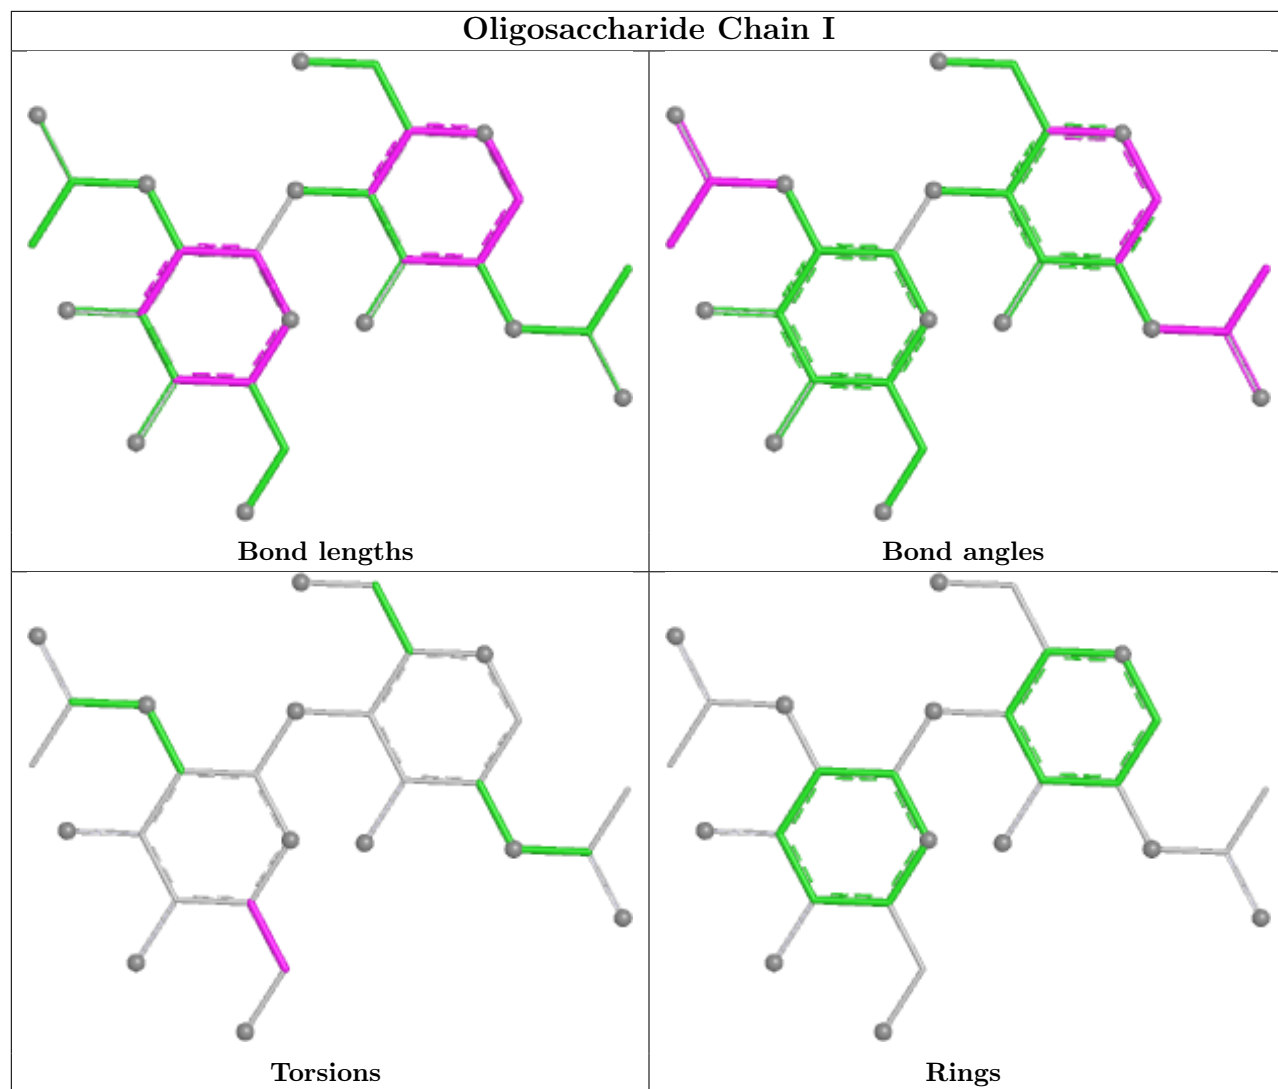 Oligosaccharide Chain I
Bond lengths
Bond angles
Torsions
Rings